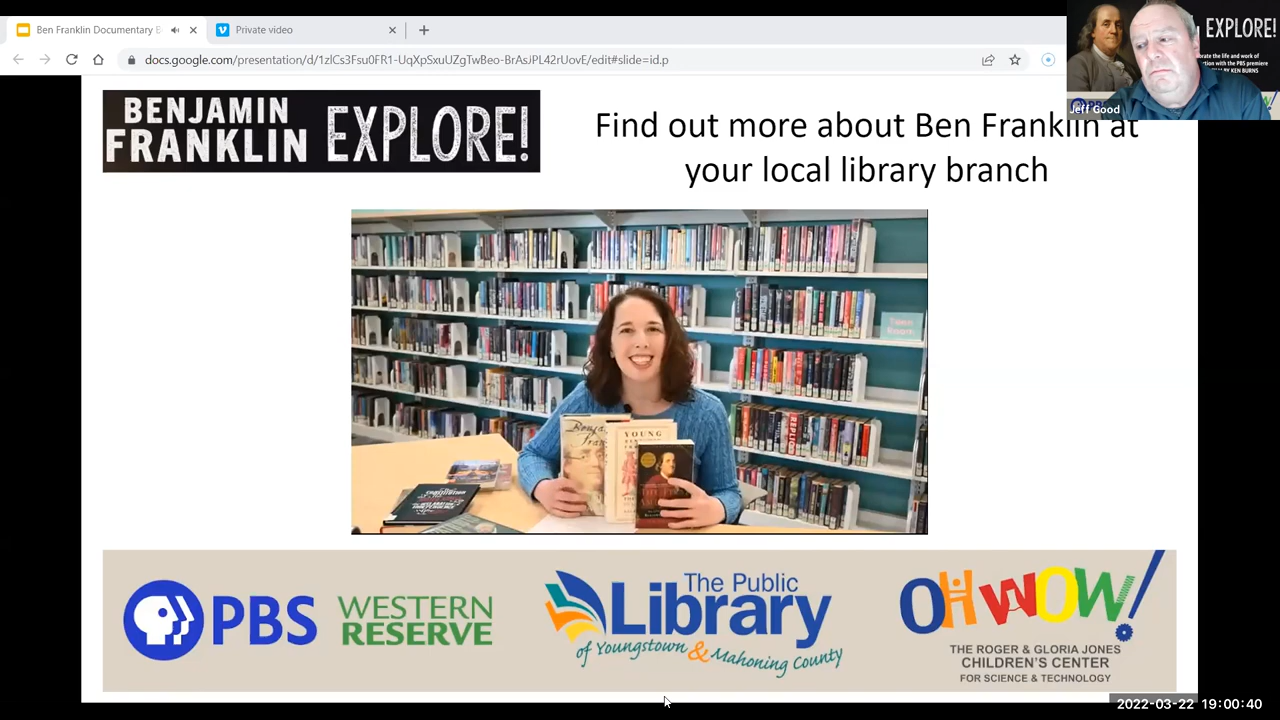 Ben Franklin Documentary E
Private video
docs.google.com/presentation/d/1zlCs3Fsu0FR1-UqXpSxuUZgTwBedvBrAsJPL42rUovE/edit#slide=id.p
EXPLORE!
Jeff Good
BENJAMIN
FRANKLIN EXPLORE!
Find out more about Ben Franklin at
your local library branch
YOUNG
PBS WESTERN
RESERVE
The Public
Library
of Youngstown & Mahoning County
OH WOW!
THE ROGER & GLORIA JONES
CHILDREN'S CENTER
FOR SCIENCE & TECHNOLOGY
2022-03-22 19:00:40